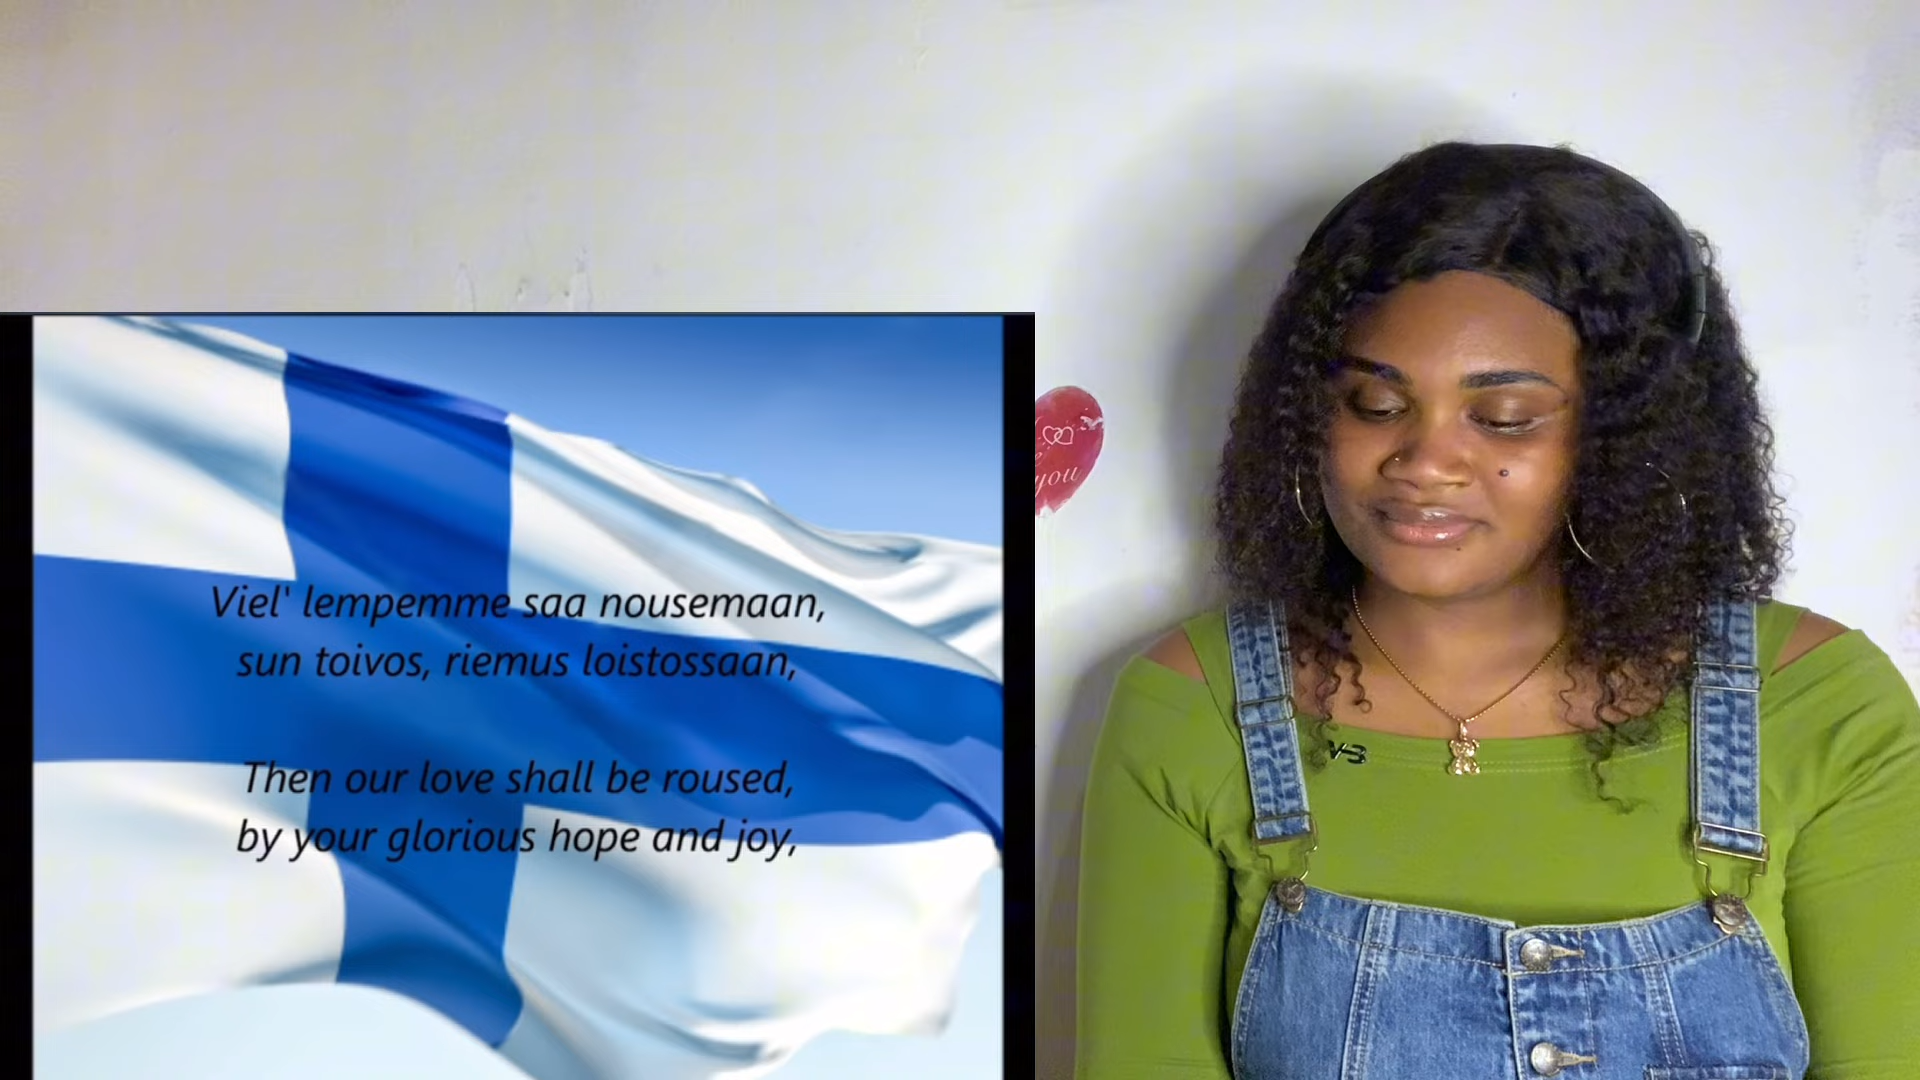 Viel' lempemme saa nousemaan,
sun toivos, riemus loistossaan,
Then our love shall be roused,
by your glorious hope and joy,
you